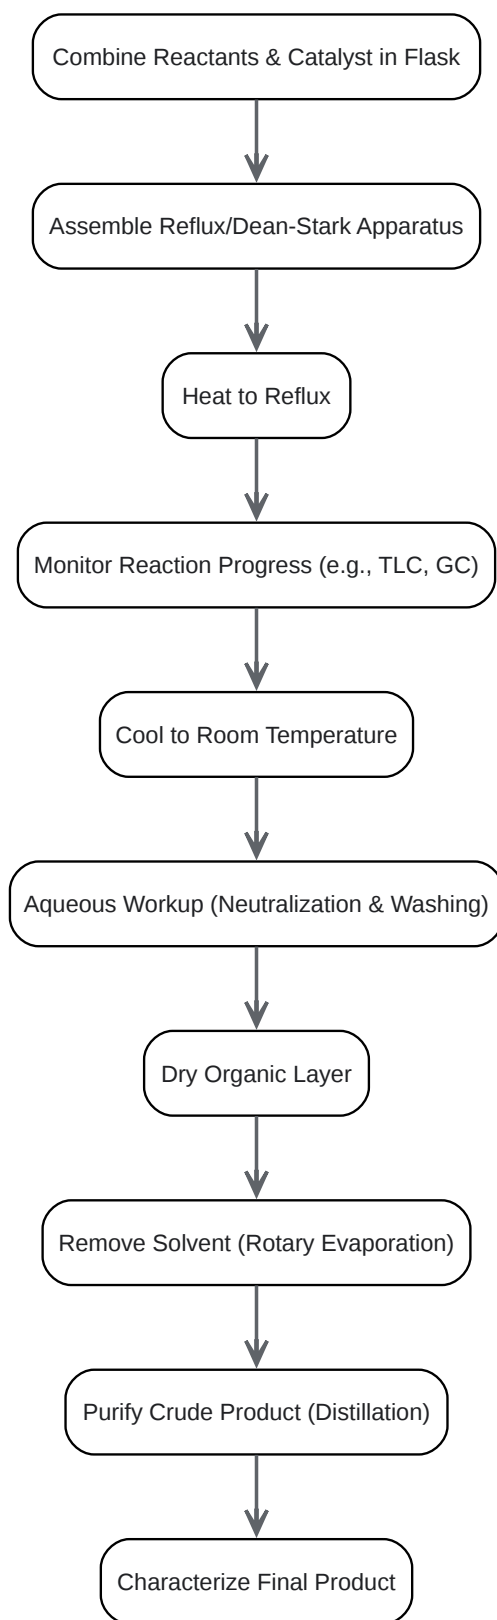 Combine Reactants & Catalyst in Flask
Assemble Reflux/Dean-Stark Apparatus
Heat to Reflux
Monitor Reaction Progress (e.g., TLC, GC)
Cool to Room Temperature
Aqueous Workup (Neutralization & Washing)
Dry Organic Layer
Remove Solvent (Rotary Evaporation)
Purify Crude Product (Distillation)
Characterize Final Product